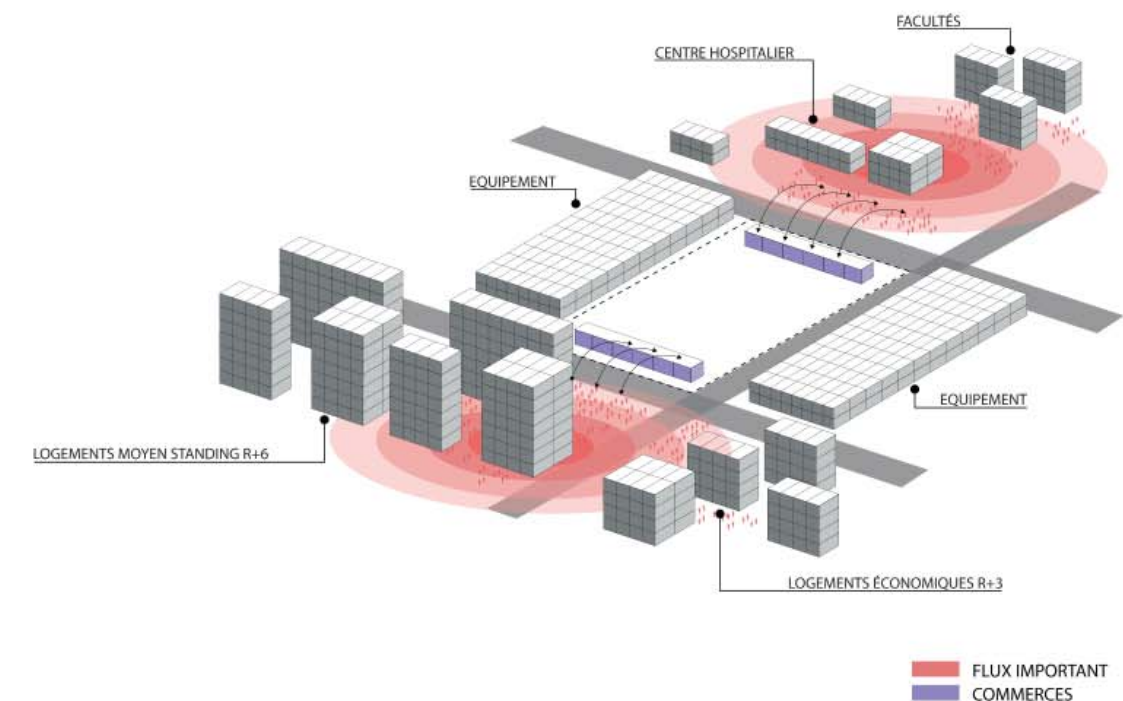 FACULTÉS
CENTRE HOSPITALIER
EQUIPEMENT
EQUIPEMENT
LOGEMENTS MOYEN STANDING R+6
LOGEMENTS ÉCONOMIQUES R+3
FLUX IMPORTANT
COMMERCES